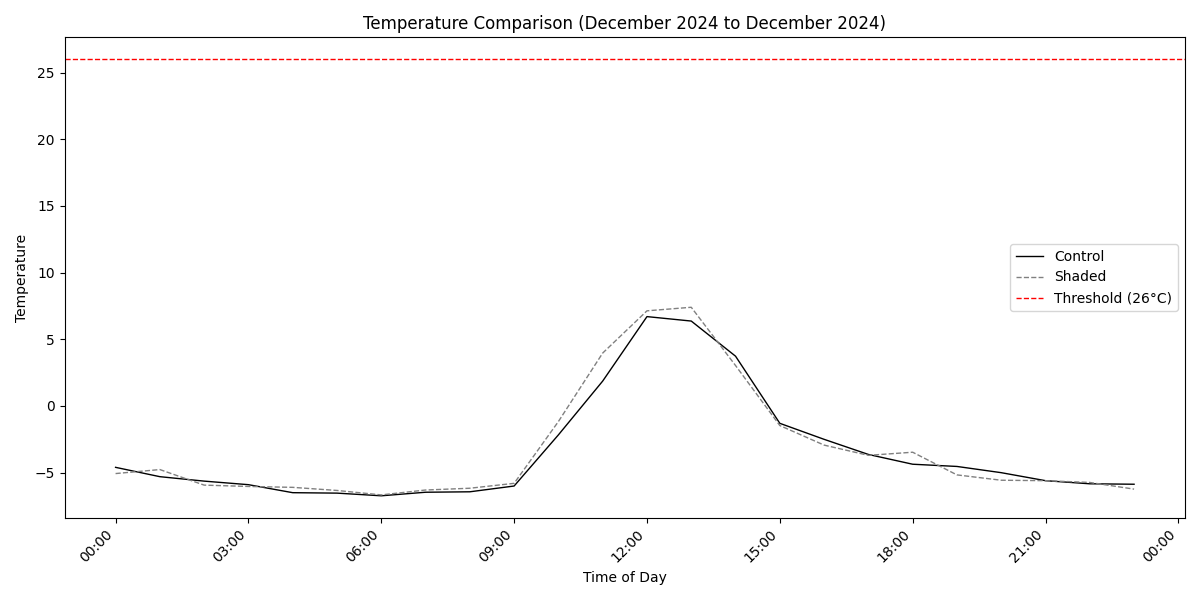 Temperature Comparison (December 2024 to December 2024)
25
20
15
10
5
0
−5
Temperature
Control
Shaded
Threshold (26°C)
00:00
03:00
06:00
09:00
12:00
15:00
18:00
21:00
00:00
Time of Day